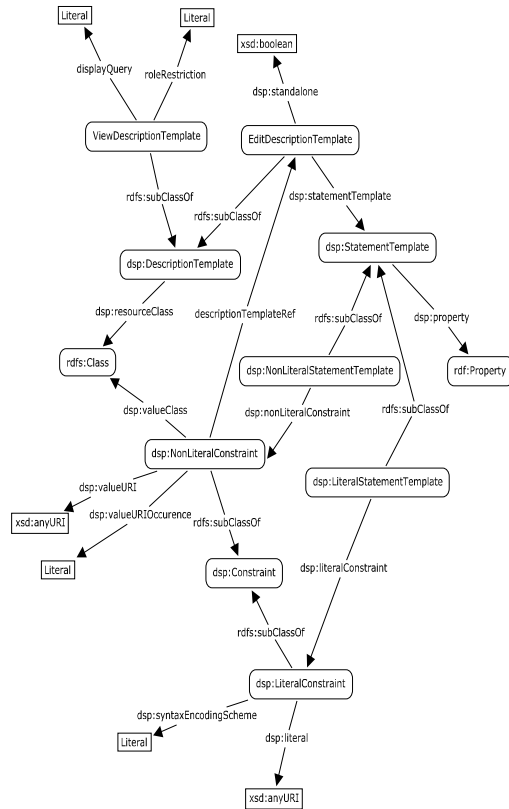 Literal
Literal
xsd:boolean
displayQuery
roleRestriction
dsp:standalone
ViewDescriptionTemplate
EditDescriptionTemplate
rdfs:subClassOf
dsp:statementTemplate
rdfs:subClassOf
dsp:StatementTemplate
dsp:DescriptionTemplate
dsp:resourceClass
descriptionTemplateRef
rdfs:subClassOf
dsp:property
rdfs:Class
dsp:NonLiteralStatementTemplate
rdf:Property
dsp:valueClass
dsp:nonLiteralConstraint
rdfs:subClassOf
dsp:NonLiteralConstraint
dsp:LiteralStatementTemplate
dsp:valueURI
dsp:valueURIOccurence
xsd:anyURI
rdfs:subClassOf
Literal
dsp:Constraint
dsp:literalConstraint
rdfs:subClassOf
dsp:LiteralConstraint
dsp:syntaxEncodingScheme
Literal
dsp:literal
xsd:anyURI